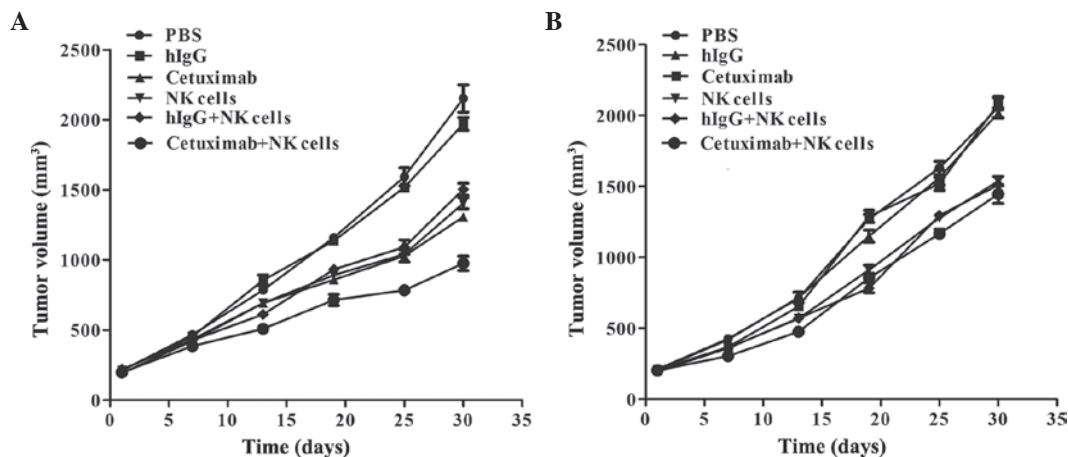 A
PBS
hIgG
Cetuximab
NK cells
hIgG+NK cells
Cetuximab+NK cells
2500
2000
1500
1000
500
0
Tumor volume (mm³)
0 5 10 15 20 25 30 35
Time (days)
B
PBS
hIgG
Cetuximab
NK cells
hIgG+NK cells
Cetuximab+NK cells
2500
2000
1500
1000
500
0
Tumor volume (mm³)
0 5 10 15 20 25 30 35
Time (days)